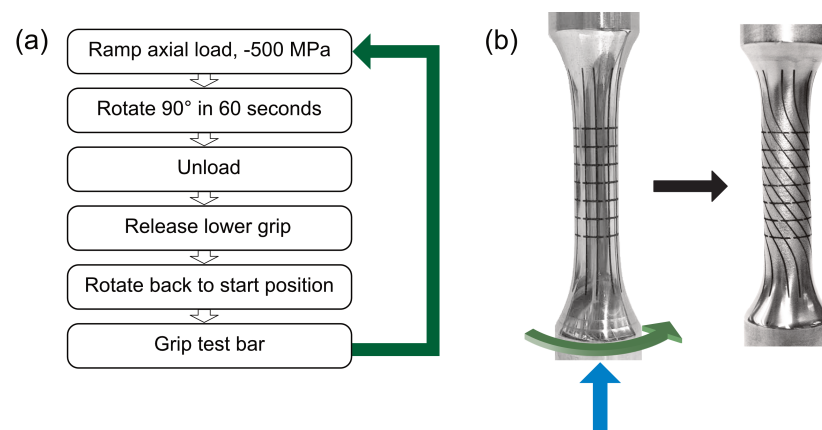 (a)
Ramp axial load, -500 MPa
Rotate 90° in 60 seconds
Unload
Release lower grip
Rotate back to start position
Grip test bar
(b)